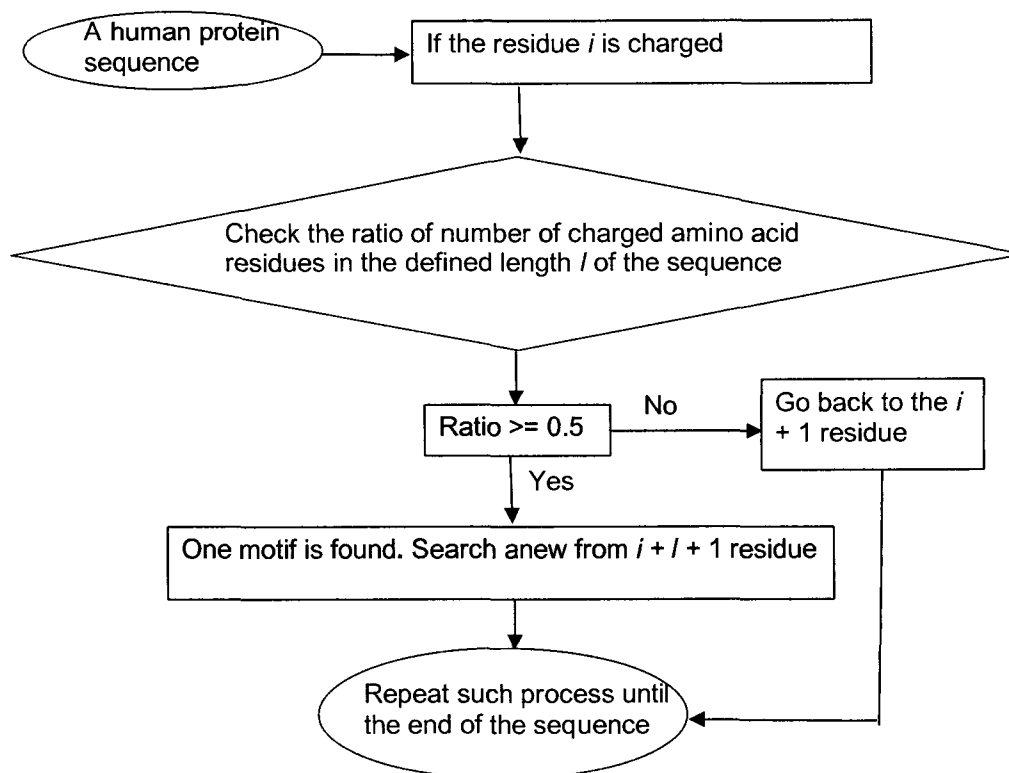 A human protein
sequence
If the residue i is charged
Check the ratio of number of charged amino acid
residues in the defined length l of the sequence
Ratio >= 0.5
No
Go back to the i
+ 1 residue
Yes
One motif is found. Search anew from i + l + 1 residue
Repeat such process until
the end of the sequence